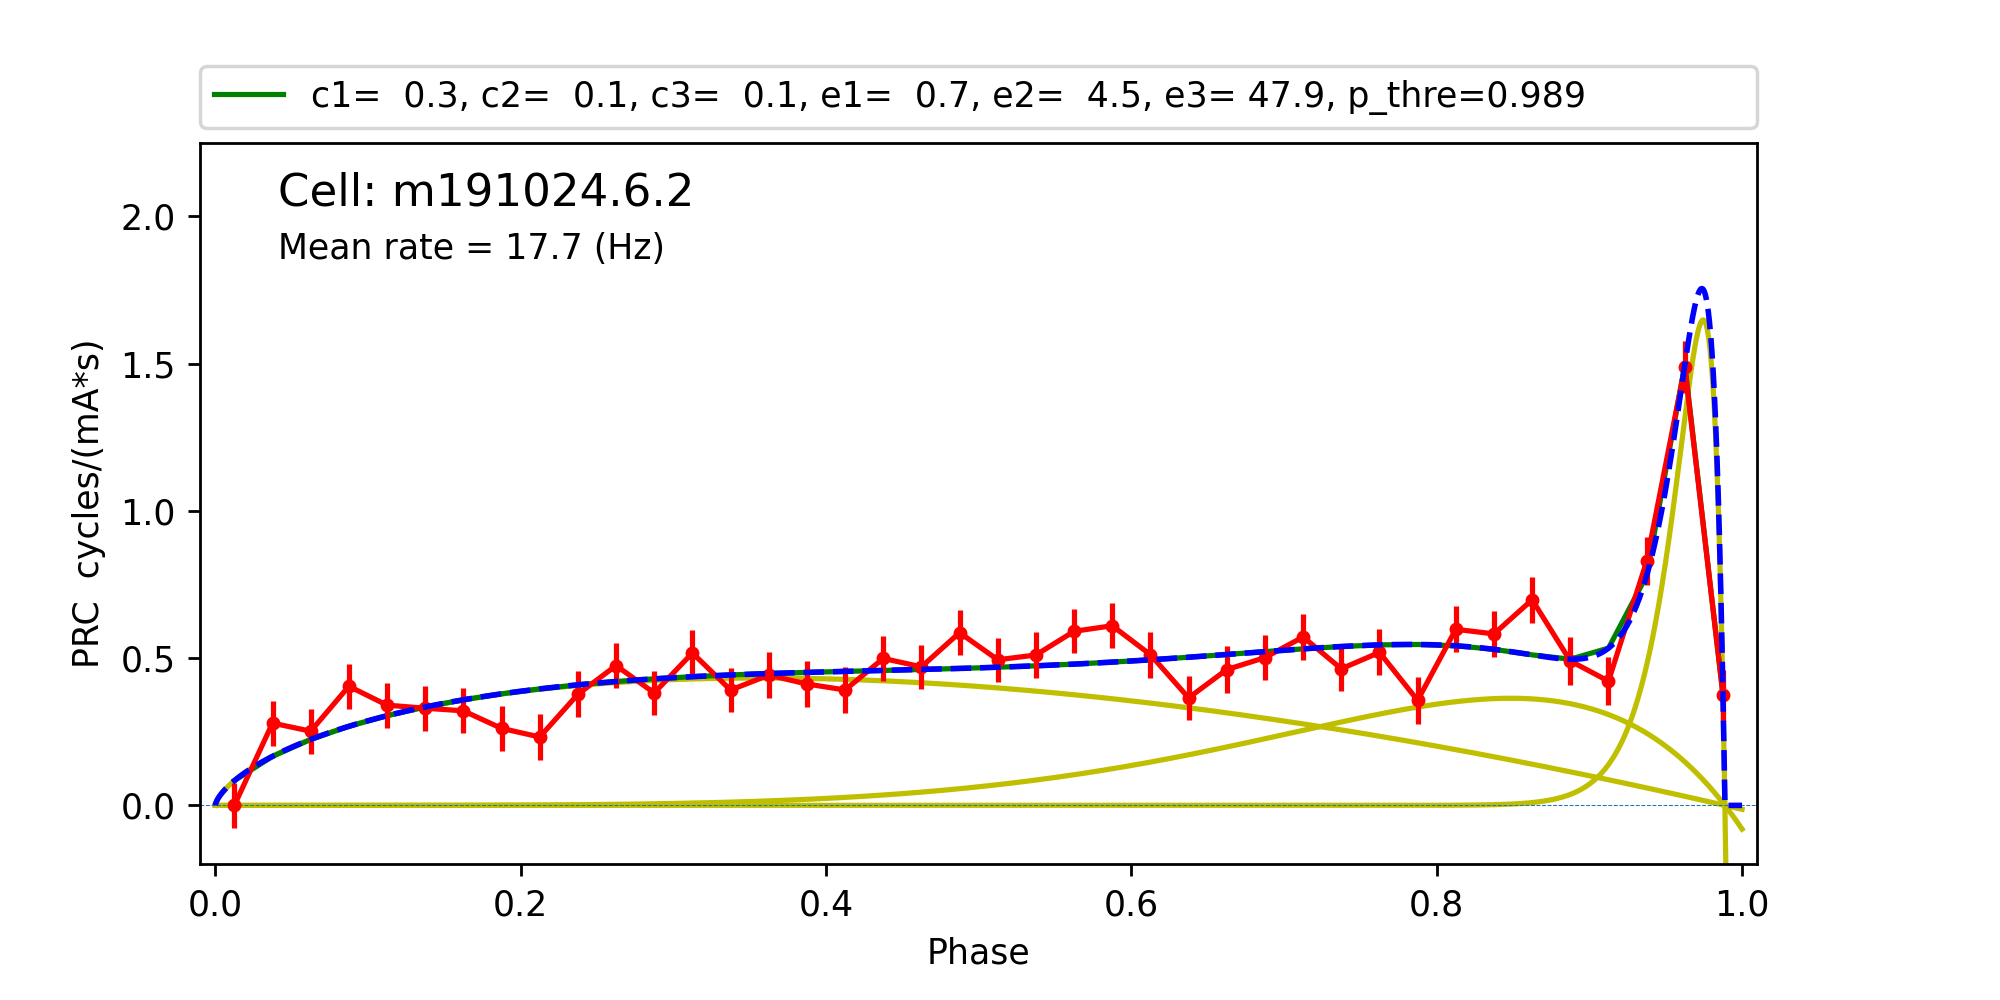 c1=  0.3, c2=  0.1, c3=  0.1, e1=  0.7, e2=  4.5, e3= 47.9, p_thre=0.989
Cell: m191024.6.2
Mean rate = 17.7 (Hz)
2.0
1.5
1.0
0.5
0.0
PRC  cycles/(mA*s)
0.0 0.2 0.4 0.6 0.8 1.0
Phase